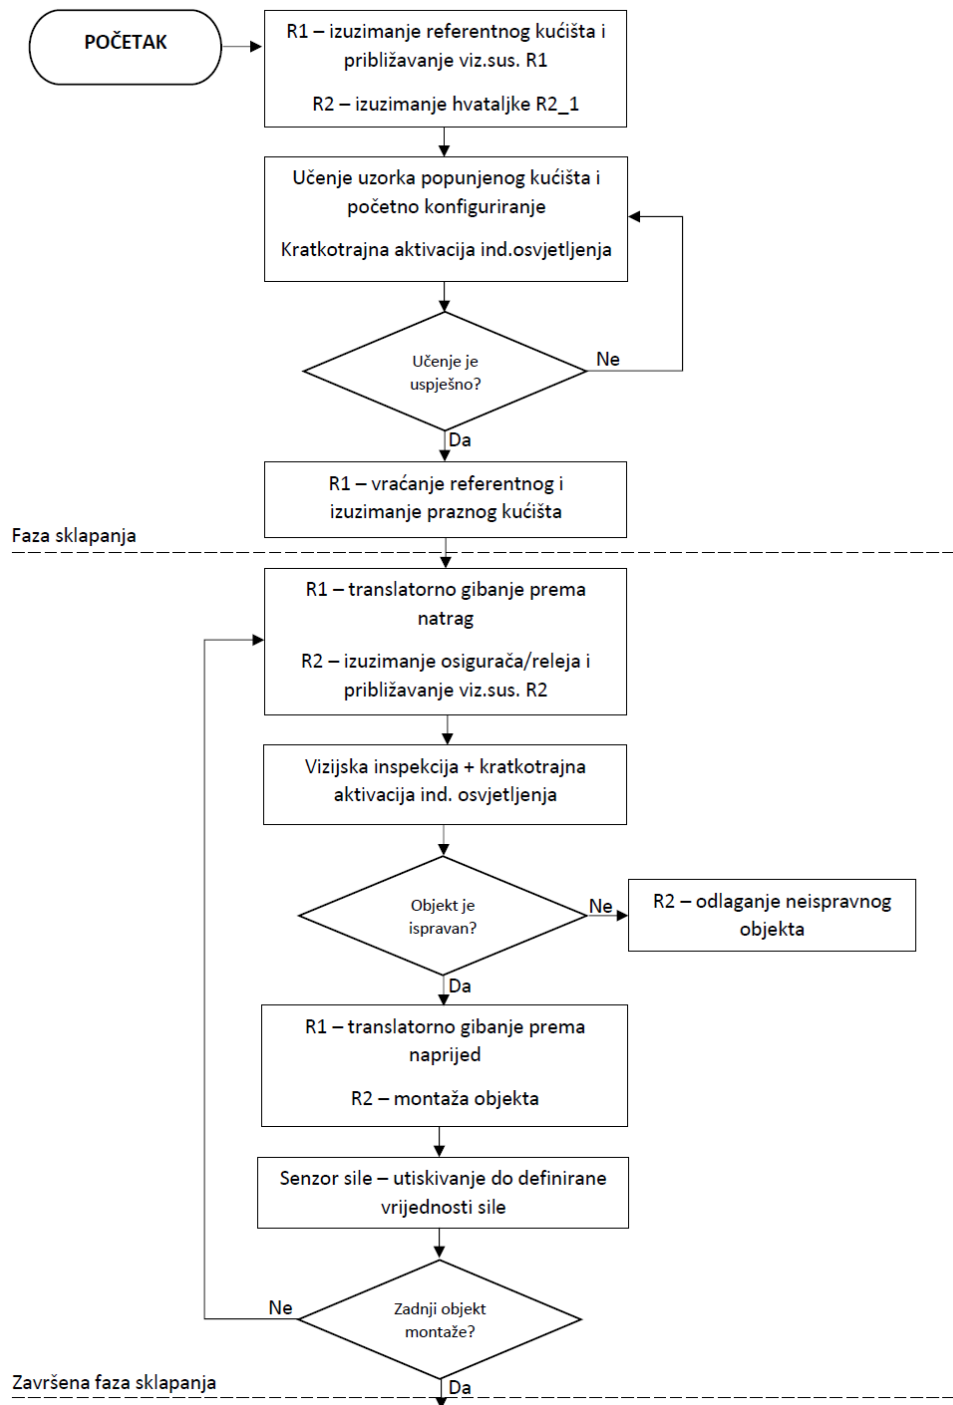 POČETAK
R1 – izuzimanje referentnog kućišta i
približavanje viz.sus. R1
R2 – izuzimanje hvataljke R2_1
Učenje uzorka popunjenog kućišta i
početno konfiguriranje
Kratkotrajna aktivacija ind.osvjetljenja
Učenje je
uspješno?
Ne
Da
R1 – vraćanje referentnog i
izuzimanje praznog kućišta
Faza sklapanja
R1 – translatorno gibanje prema
natrag
R2 – izuzimanje osigurača/releja i
približavanje viz.sus. R2
Vizijska inspekcija + kratkotrajna
aktivacija ind. osvjetljenja
Objekt je
ispravan?
Ne
R2 – odlaganje neispravnog
objekta
Da
R1 – translatorno gibanje prema
naprijed
R2 – montaža objekta
Senzor sile – utiskivanje do definirane
vrijednosti sile
Zadnji objekt
montaže?
Ne
Završena faza sklapanja
Da